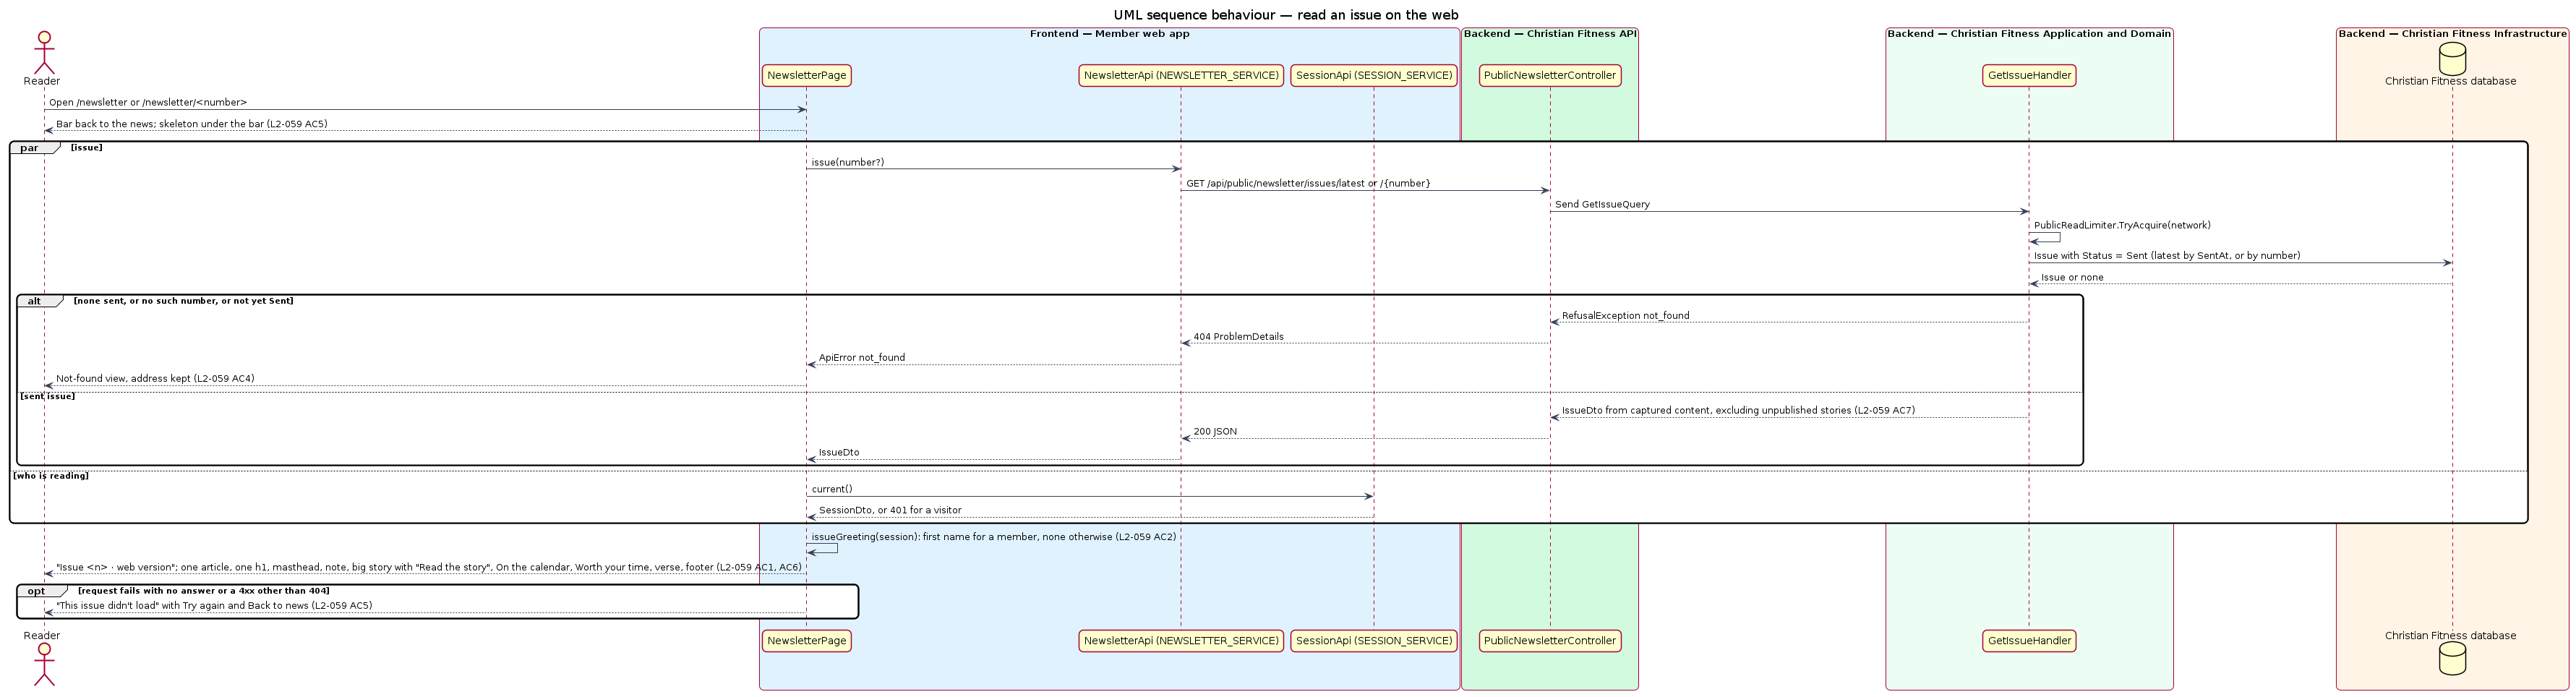 UML sequence behaviour — read an issue on the web
Frontend — Member web app
Backend — Christian Fitness API
Backend — Christian Fitness Application and Domain
Backend — Christian Fitness Infrastructure
Reader
NewsletterPage
NewsletterApi (NEWSLETTER_SERVICE)
SessionApi (SESSION_SERVICE)
PublicNewsletterController
GetIssueHandler
Christian Fitness database
Open /newsletter or /newsletter/<number>
Bar back to the news; skeleton under the bar (L2-059 AC5)
par [issue]
issue(number?)
GET /api/public/newsletter/issues/latest or /{number}
Send GetIssueQuery
PublicReadLimiter.TryAcquire(network)
Issue with Status = Sent (latest by SentAt, or by number)
Issue or none
alt [none sent, or no such number, or not yet Sent]
RefusalException not_found
404 ProblemDetails
ApiError not_found
Not-found view, address kept (L2-059 AC4)
[sent issue]
IssueDto from captured content, excluding unpublished stories (L2-059 AC7)
200 JSON
IssueDto
[who is reading]
current()
SessionDto, or 401 for a visitor
issueGreeting(session): first name for a member, none otherwise (L2-059 AC2)
"Issue <n> · web version"; one article, one h1, masthead, note, big story with "Read the story", On the calendar, Worth your time, verse, footer (L2-059 AC1, AC6)
opt [request fails with no answer or a 4xx other than 404]
"This issue didn't load" with Try again and Back to news (L2-059 AC5)
Reader
NewsletterPage
NewsletterApi (NEWSLETTER_SERVICE)
SessionApi (SESSION_SERVICE)
PublicNewsletterController
GetIssueHandler
Christian Fitness database